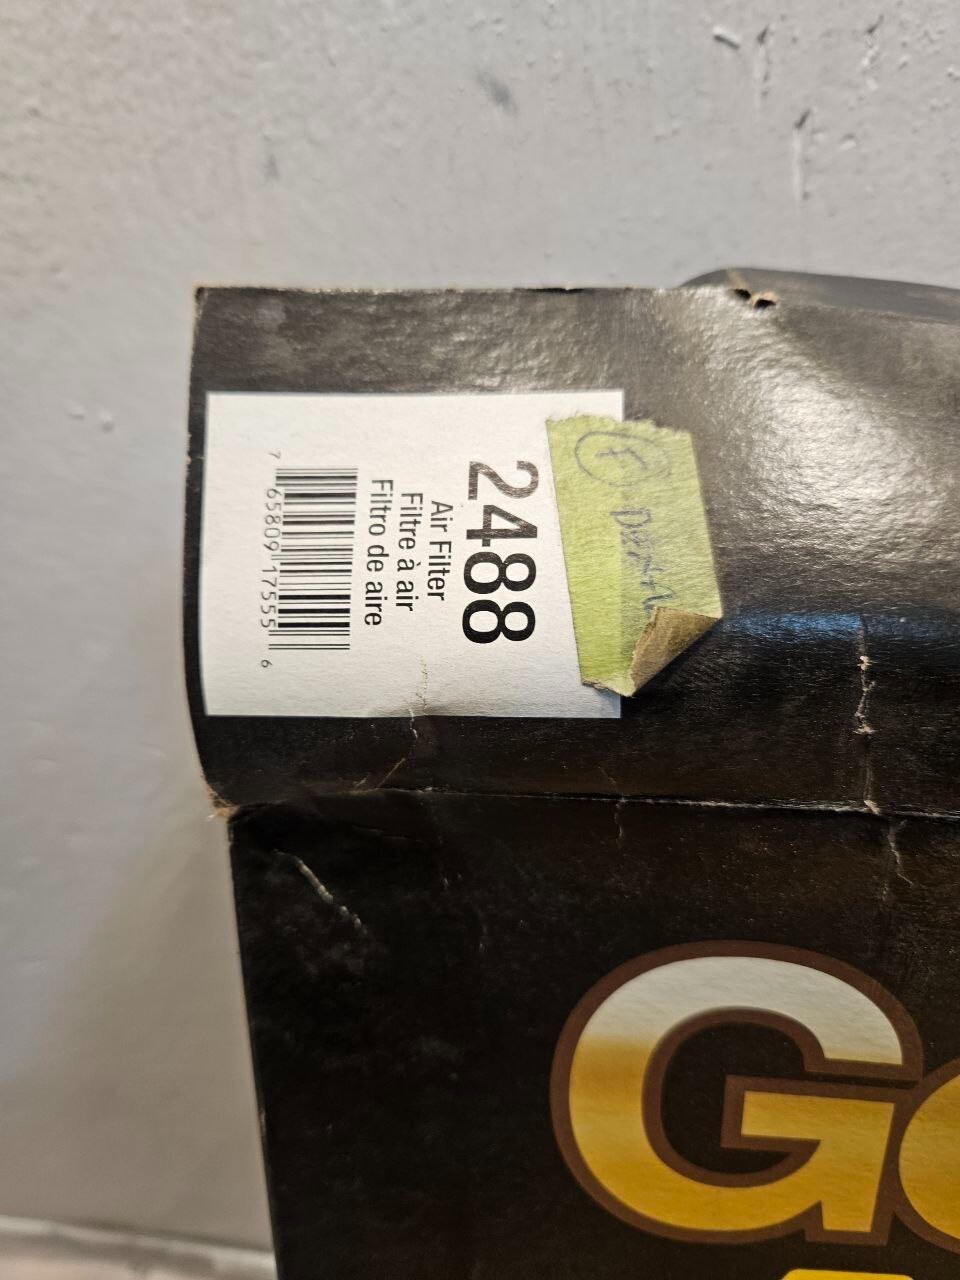 2488
Air Filter
Filtre à air
Filtro de aire
7 65809 17555 6
G